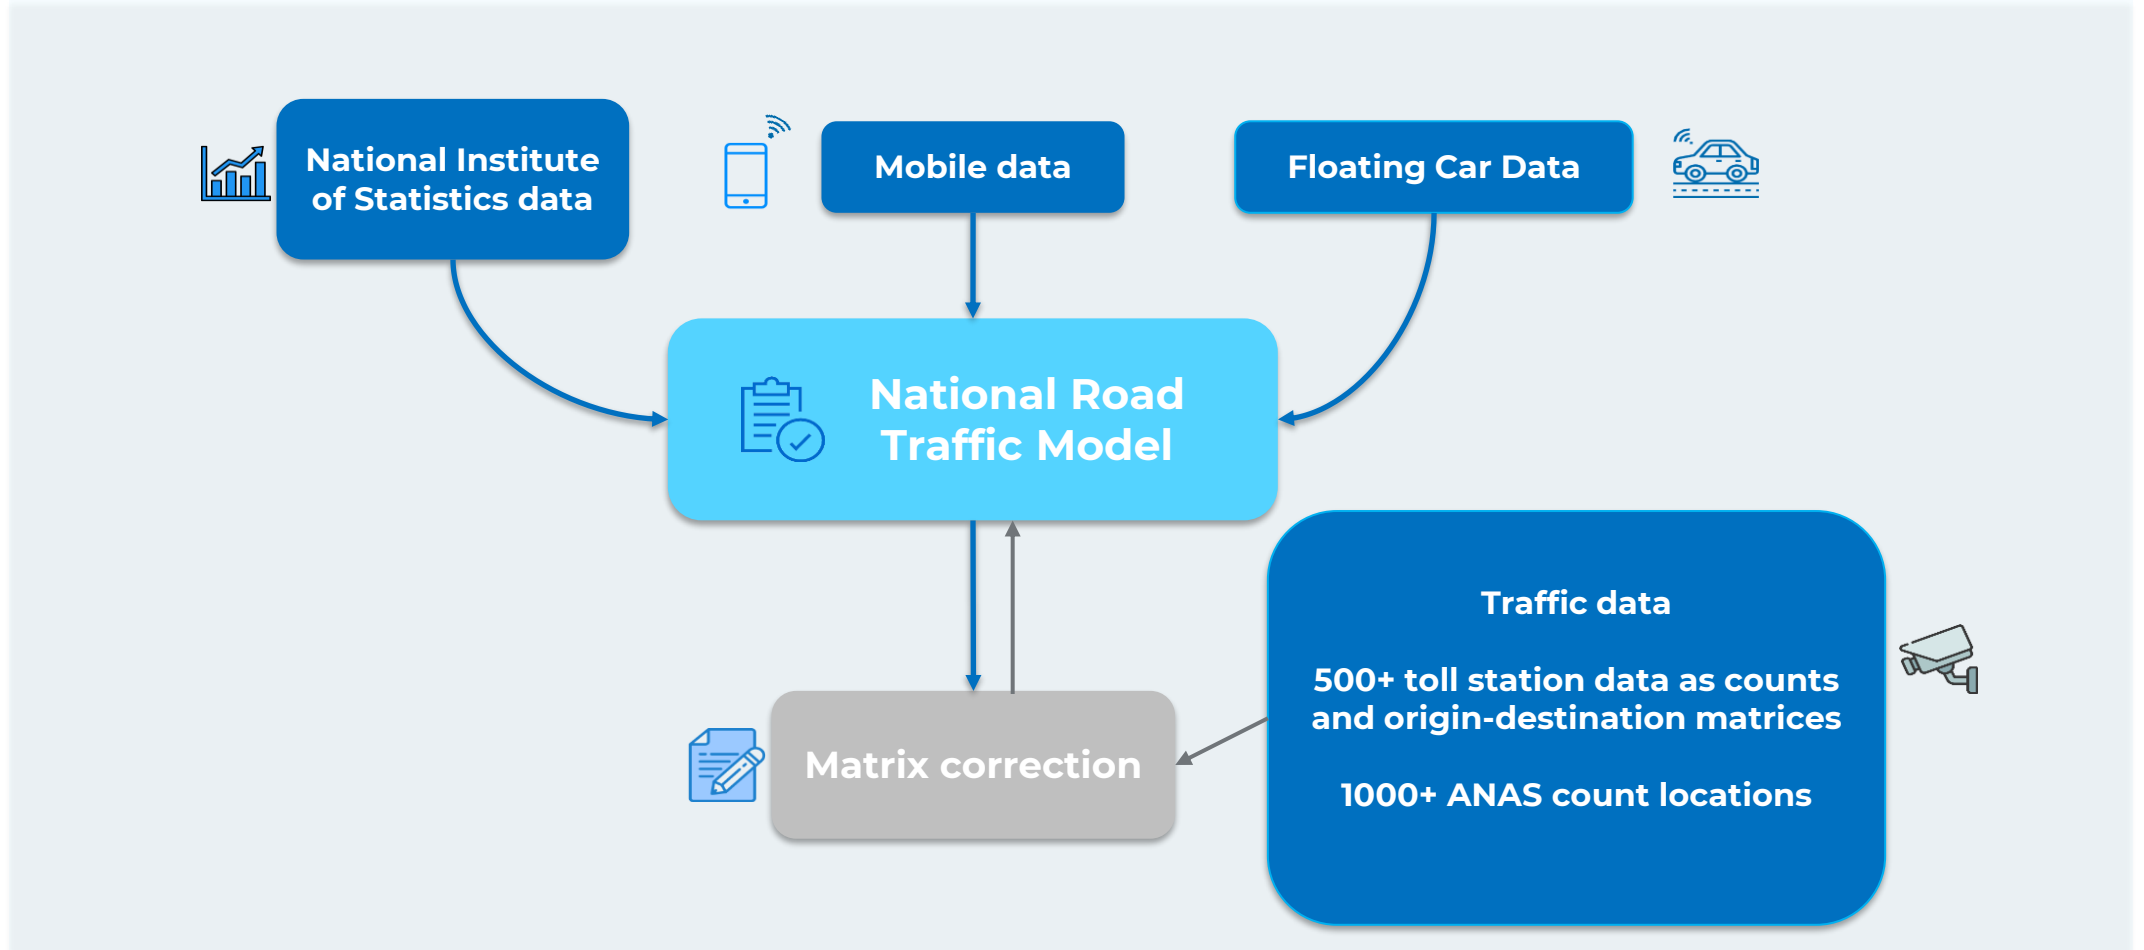 National Institute
of Statistics data
Mobile data
Floating Car Data
National Road
Traffic Model
Traffic data
500+ toll station data as counts
and origin-destination matrices
1000+ ANAS count locations
Matrix correction